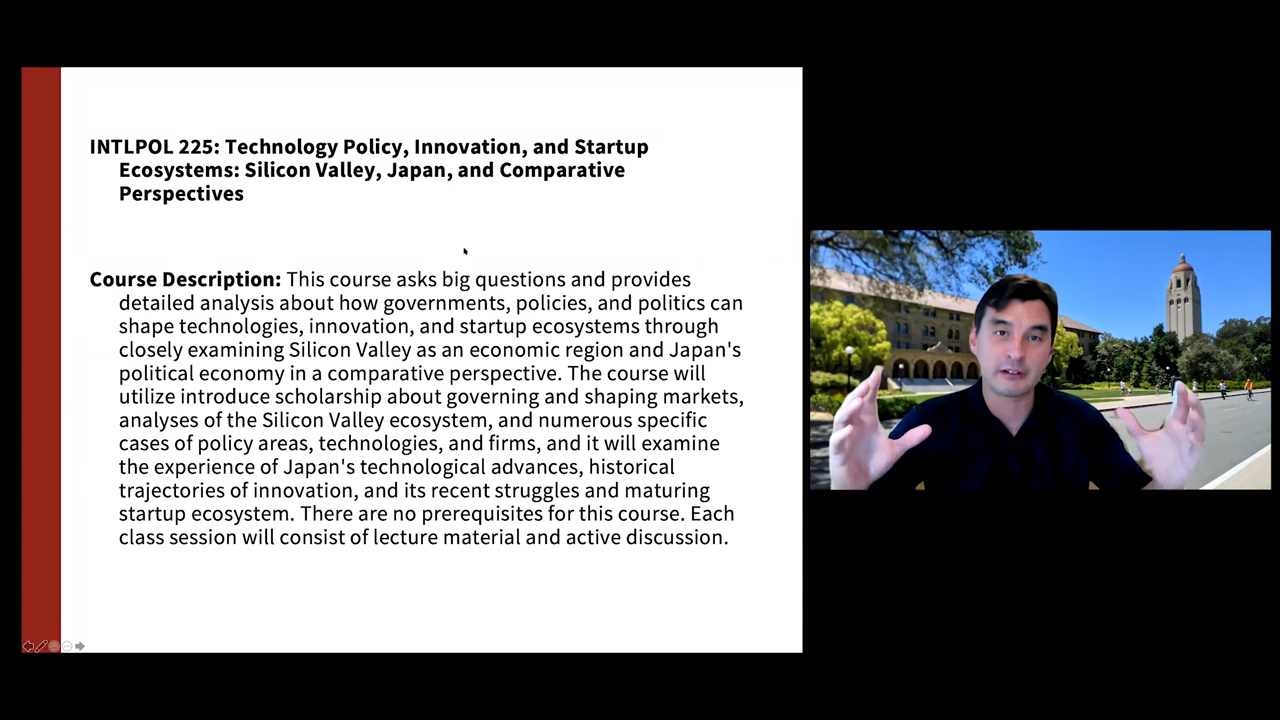 INTLPOL 225: Technology Policy, Innovation, and Startup
Ecosystems: Silicon Valley, Japan, and Comparative
Perspectives
Course Description: This course asks big questions and provides
detailed analysis about how governments, policies, and politics can
shape technologies, innovation, and startup ecosystems through
closely examining Silicon Valley as an economic region and Japan's
political economy in a comparative perspective. The course will
utilize introduce scholarship about governing and shaping markets,
analyses of the Silicon Valley ecosystem, and numerous specific
cases of policy areas, technologies, and firms, and it will examine
the experience of Japan's technological advances, historical
trajectories of innovation, and its recent struggles and maturing
startup ecosystem. There are no prerequisites for this course. Each
class session will consist of lecture material and active discussion.